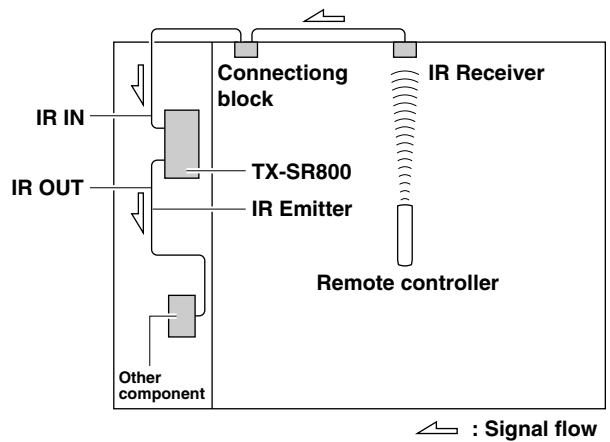 Connectiong
block
IR Receiver
IR IN
TX-SR800
IR OUT
IR Emitter
Remote controller
Other
component
: Signal flow